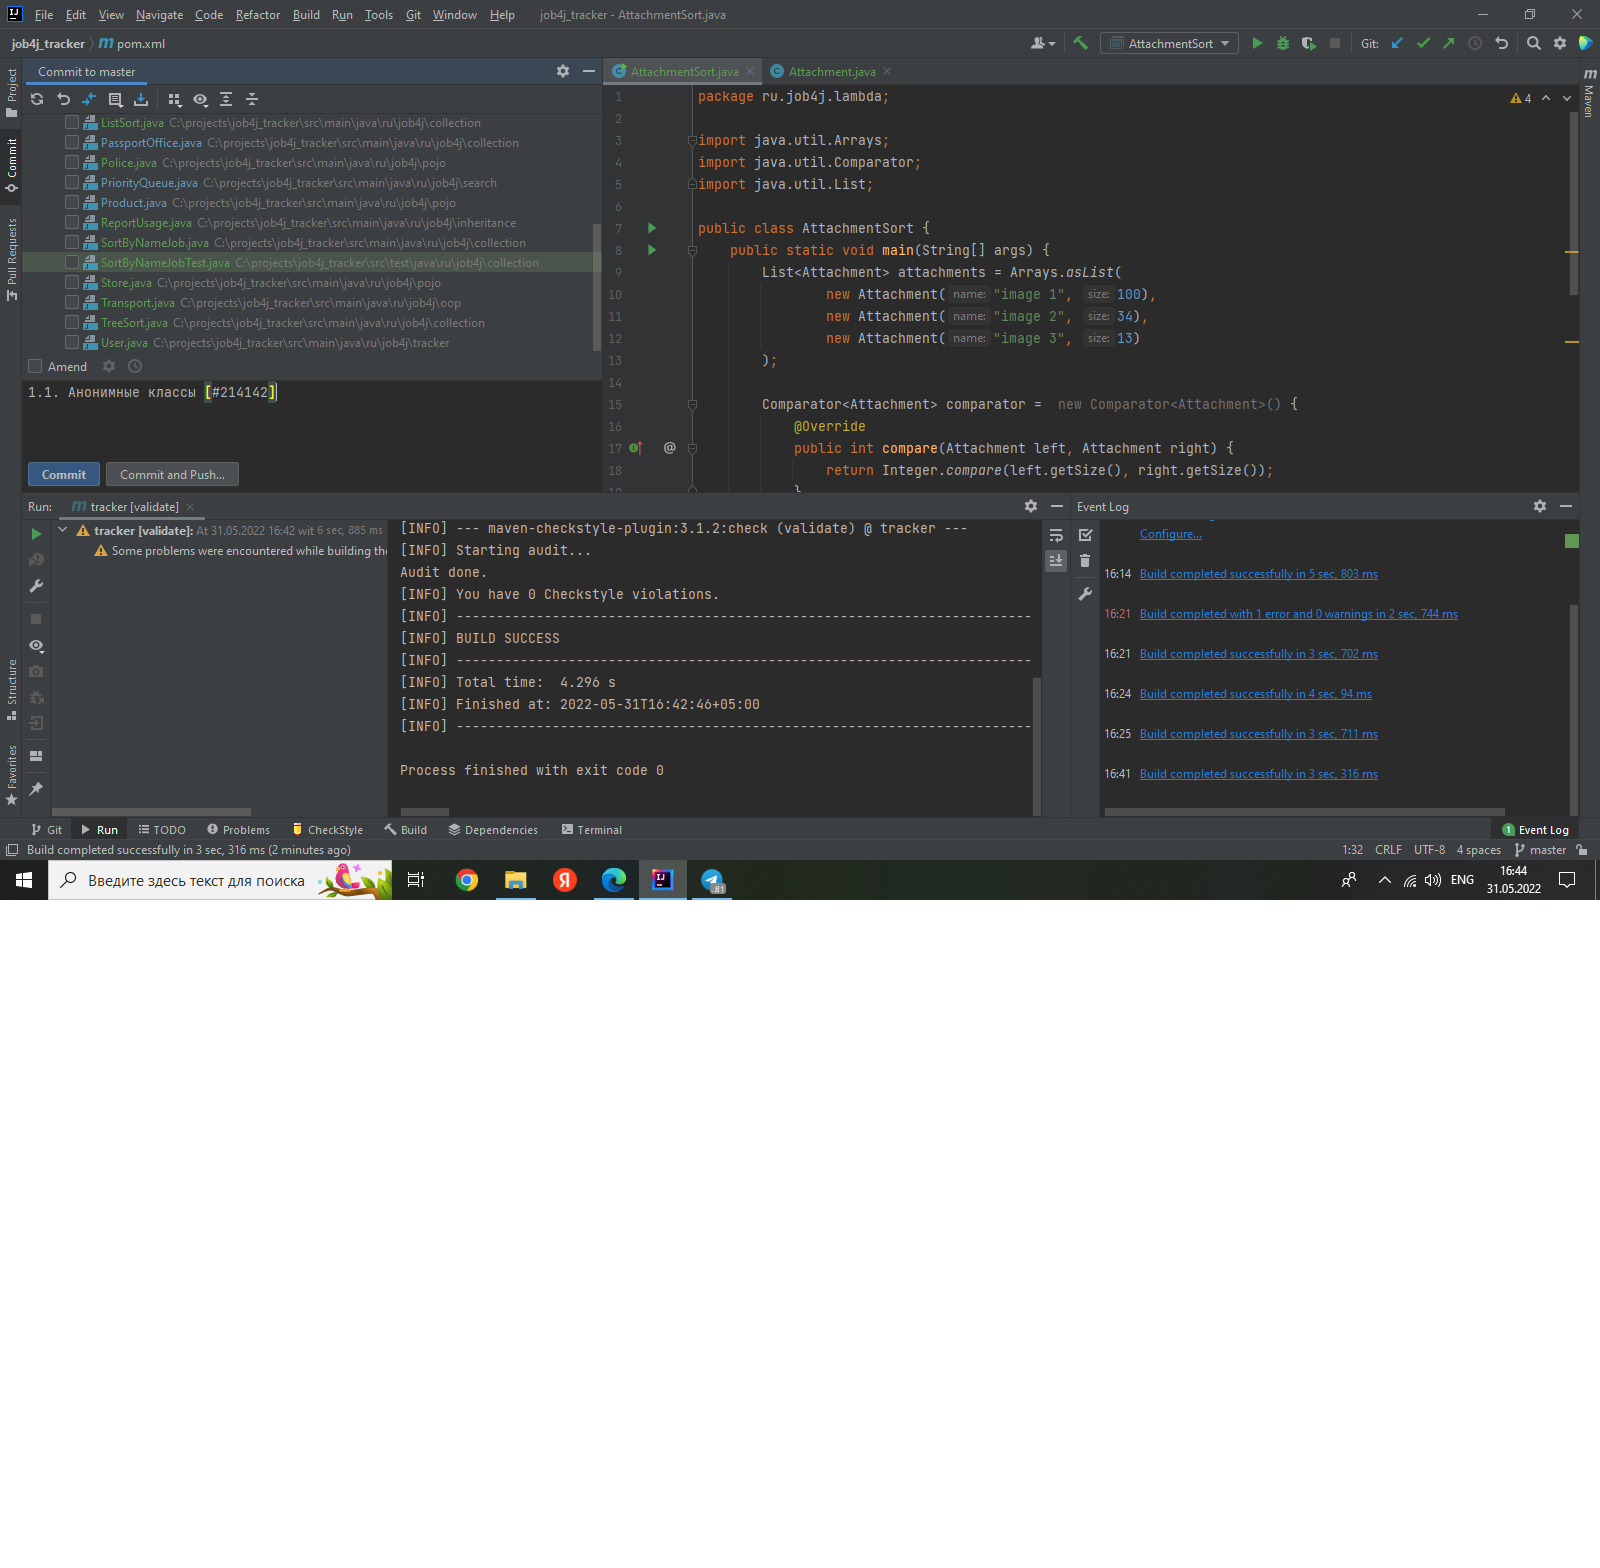 File Edit View Navigate Code Refactor Build Run Tools Git Window Help job4j_tracker - AttachmentSort.java
job4j_tracker pom.xml AttachmentSort Git:
Commit to master
ListSort.java C:\projects\job4j_tracker\src\main\java\ru\job4j\collection
PassportOffice.java C:\projects\job4j_tracker\src\main\java\ru\job4j\collection
Police.java C:\projects\job4j_tracker\src\main\java\ru\job4j\pojo
PriorityQueue.java C:\projects\job4j_tracker\src\main\java\ru\job4j\search
Product.java C:\projects\job4j_tracker\src\main\java\ru\job4j\pojo
ReportUsage.java C:\projects\job4j_tracker\src\main\java\ru\job4j\inheritance
SortByNameJob.java C:\projects\job4j_tracker\src\main\java\ru\job4j\collection
SortByNameJobTest.java C:\projects\job4j_tracker\src\test\java\ru\job4j\collection
Store.java C:\projects\job4j_tracker\src\main\java\ru\job4j\pojo
Transport.java C:\projects\job4j_tracker\src\main\java\ru\job4j\oop
TreeSort.java C:\projects\job4j_tracker\src\main\java\ru\job4j\collection
User.java C:\projects\job4j_tracker\src\main\java\ru\job4j\tracker
Amend
1.1. Анонимные классы [#214142]
Commit Commit and Push...
Project
Commit
Pull Requests
Structure
Favorites
Maven
AttachmentSort.java Attachment.java
4
1 package ru.job4j.lambda;
2
3 import java.util.Arrays;
4 import java.util.Comparator;
5 import java.util.List;
6
7 public class AttachmentSort {
8 public static void main(String[] args) {
9 List<Attachment> attachments = Arrays.asList(
10 new Attachment( name: "image 1", size: 100),
11 new Attachment( name: "image 2", size: 34),
12 new Attachment( name: "image 3", size: 13)
13 );
14
15 Comparator<Attachment> comparator = new Comparator<Attachment>() {
16 @Override
17 @ public int compare(Attachment left, Attachment right) {
18 return Integer.compare(left.getSize(), right.getSize());
19 }
Run: tracker [validate]
tracker [validate]: At 31.05.2022 16:42 wit 6 sec, 885 ms
Some problems were encountered while building the
[INFO] --- maven-checkstyle-plugin:3.1.2:check (validate) @ tracker ---
[INFO] Starting audit...
Audit done.
[INFO] You have 0 Checkstyle violations.
[INFO] ------------------------------------------------------------------------
[INFO] BUILD SUCCESS
[INFO] ------------------------------------------------------------------------
[INFO] Total time:  4.296 s
[INFO] Finished at: 2022-05-31T16:42:46+05:00
[INFO] ------------------------------------------------------------------------
Process finished with exit code 0
Event Log
Configure...
16:14 Build completed successfully in 5 sec, 803 ms
16:21 Build completed with 1 error and 0 warnings in 2 sec, 744 ms
16:21 Build completed successfully in 3 sec, 702 ms
16:24 Build completed successfully in 4 sec, 94 ms
16:25 Build completed successfully in 3 sec, 711 ms
16:41 Build completed successfully in 3 sec, 316 ms
Git Run TODO Problems CheckStyle Build Dependencies Terminal 1 Event Log
Build completed successfully in 3 sec, 316 ms (2 minutes ago) 1:32 CRLF UTF-8 4 spaces master
Введите здесь текст для поиска Я IJ 81 ENG 16:44
31.05.2022